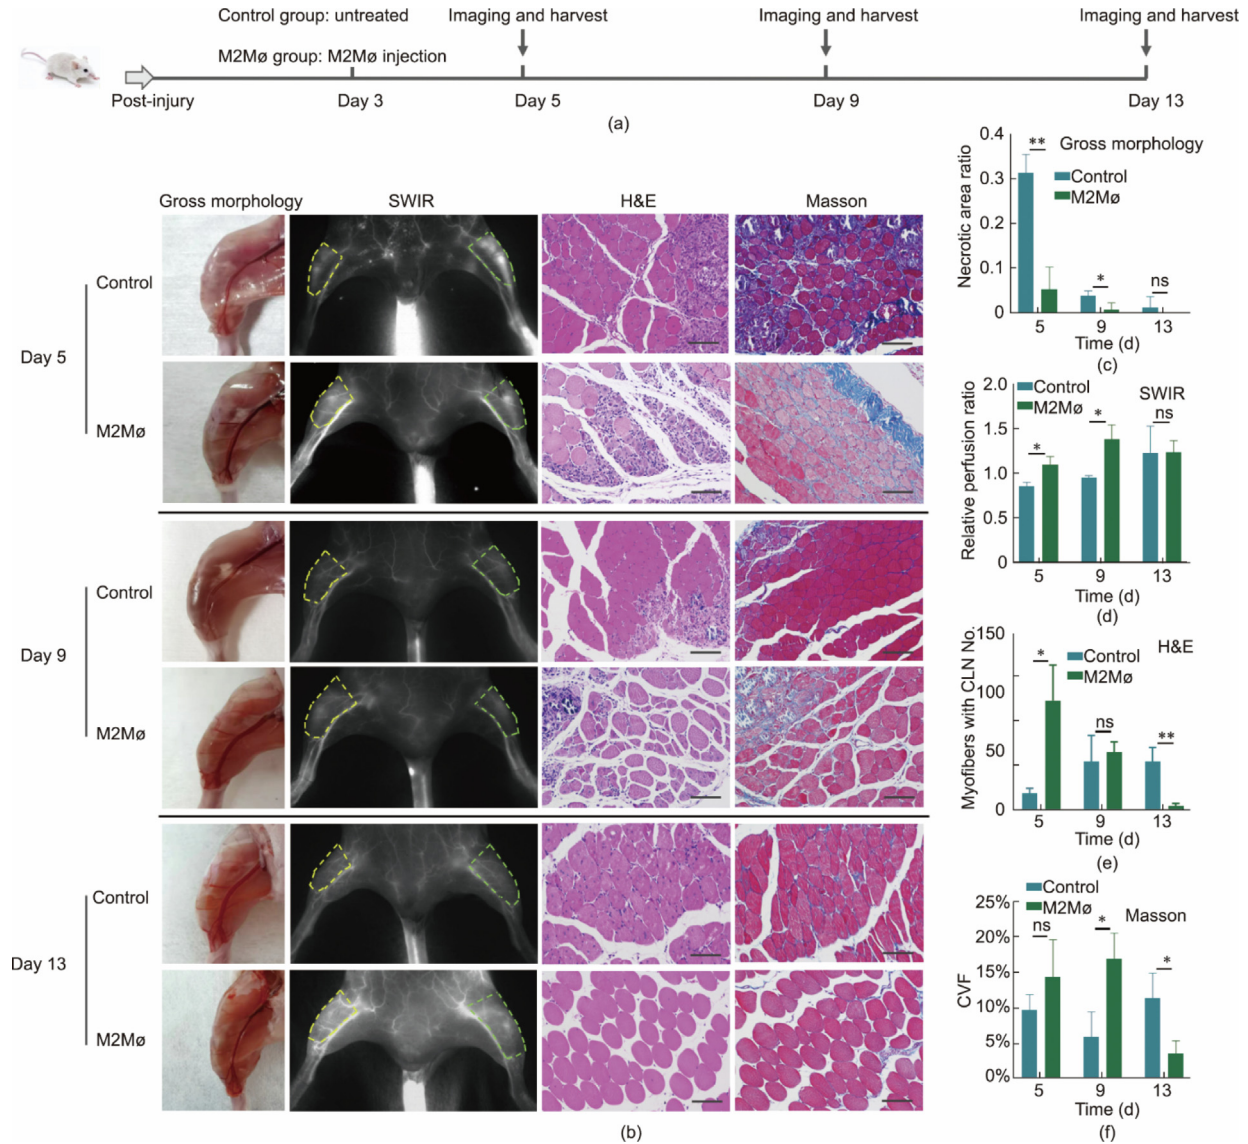 Control group: untreated
Imaging and harvest
Imaging and harvest
Imaging and harvest
M2Mø group: M2Mø injection
Post-injury
Day 3
Day 5
Day 9
Day 13
(a)
Gross morphology
SWIR
H&E
Masson
Control
Day 5
M2Mø
Control
Day 9
M2Mø
Control
Day 13
M2Mø
(b)
0.4
0.3
0.2
0.1
0
Necrotic area ratio
Gross morphology
Control
M2Mø
**
*
ns
5
9
13
Time (d)
(c)
2.0
1.5
1.0
0.5
0
Relative perfusion ratio
Control
M2Mø
SWIR
*
*
ns
5
9
13
Time (d)
(d)
150
100
50
0
Myofibers with CLN No.
Control
M2Mø
H&E
*
ns
**
5
9
13
Time (d)
(e)
25%
20%
15%
10%
5%
0%
CVF
Control
M2Mø
Masson
ns
*
*
5
9
13
Time (d)
(f)